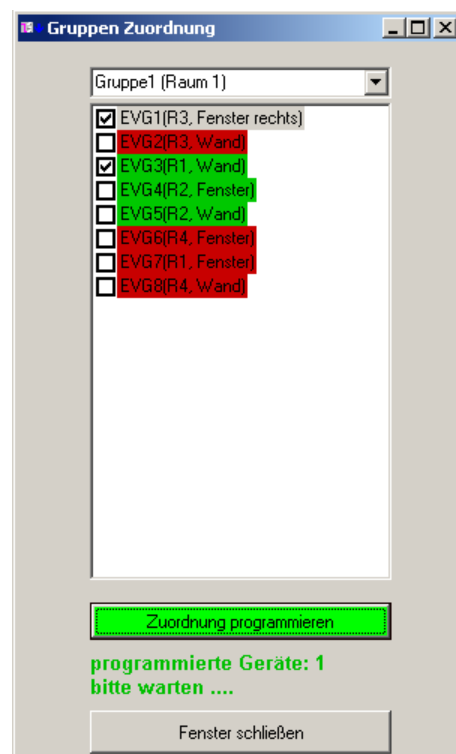 Gruppen Zuordnung
Gruppe1 (Raum 1)
EVG1(R3, Fenster rechts)
EVG2(R3, Wand)
EVG3(R1, Wand)
EVG4(R2, Fenster)
EVG5(R2, Wand)
EVG6(R4, Fenster)
EVG7(R1, Fenster)
EVG8(R4, Wand)
Zuordnung programmieren
programmierte Geräte: 1
bitte warten ....
Fenster schließen